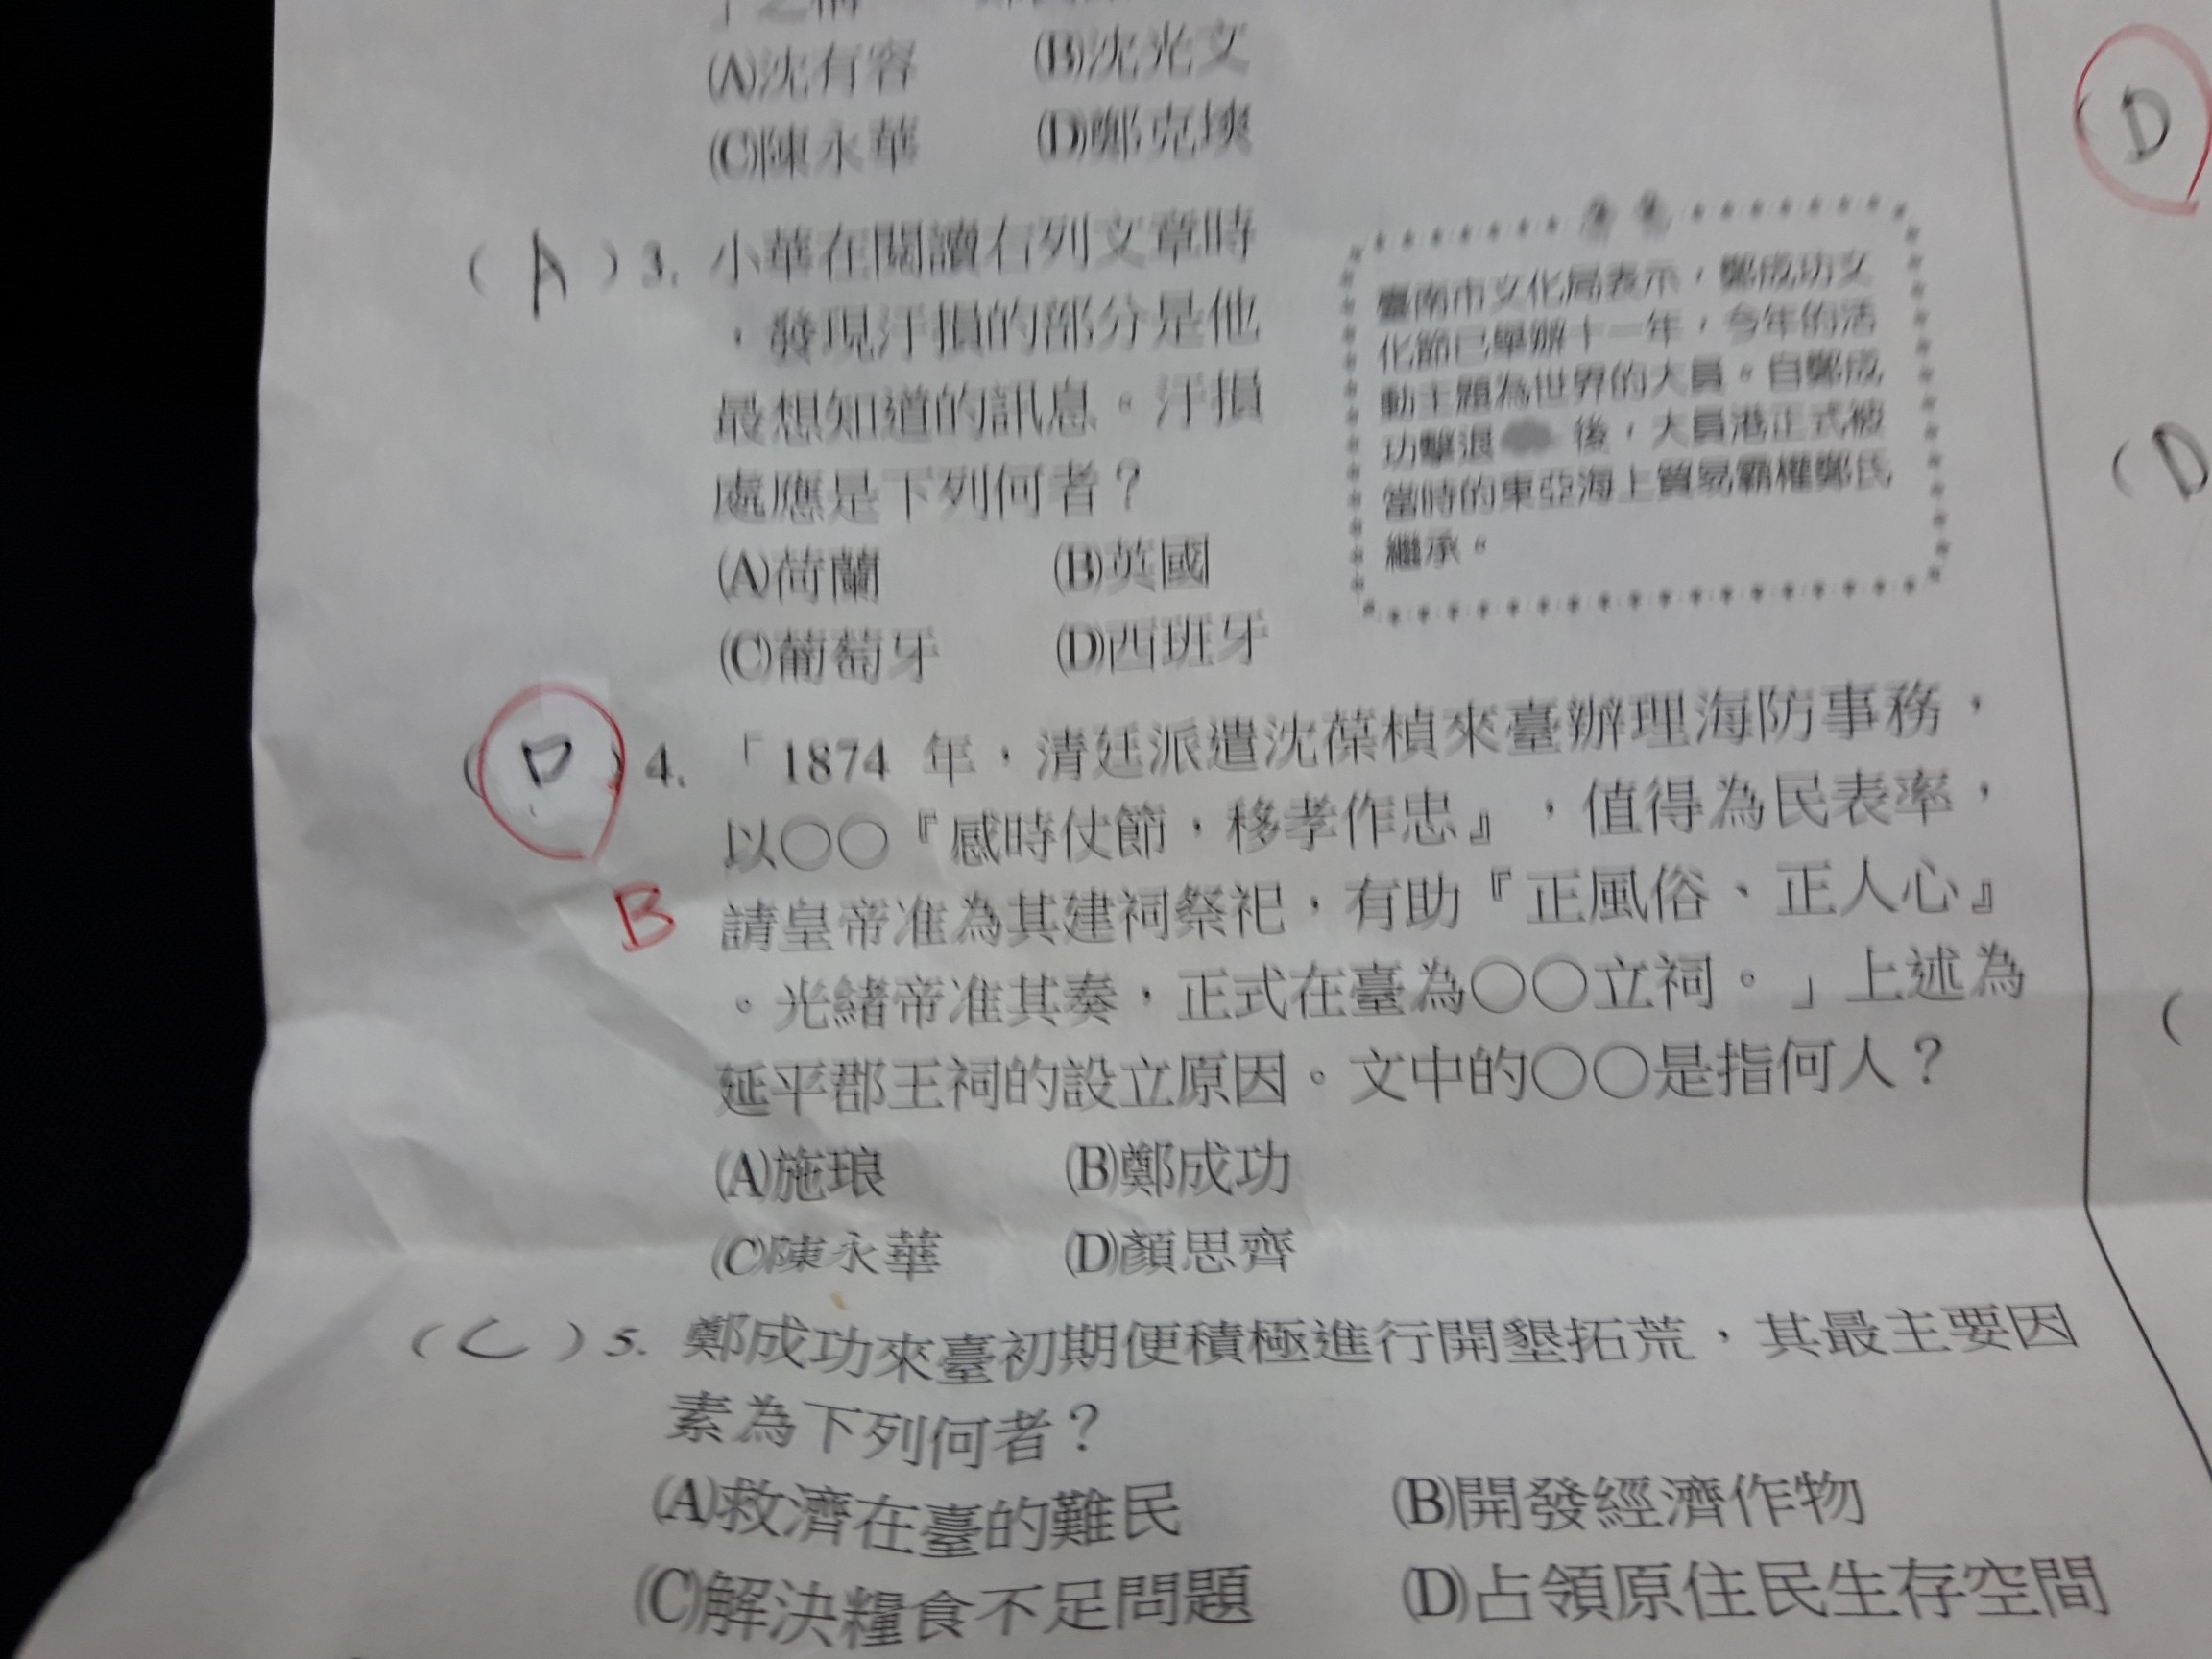 (A)沈有容 (B)沈光文
(C)陳永華 (D)鄭克𡒉
( A ) 3. 小華在閱讀右列文章時
，發現汙損的部分是他
最想知道的訊息。汙損
處應是下列何者？
(A)荷蘭 (B)英國
(C)葡萄牙 (D)西班牙
臺南市文化局表示，鄭成功文
化節已舉辦十一年，今年的活
動主題為世界的大員。自鄭成
功擊退 後，大員港正式被
當時的東亞海上貿易霸權鄭氏
繼承。
( D ) 4. 「1874 年，清廷派遣沈葆楨來臺辦理海防事務，
以○○『感時仗節，移孝作忠』，值得為民表率，
B
請皇帝准為其建祠祭祀，有助『正風俗、正人心』
。光緒帝准其奏，正式在臺為○○立祠。」上述為
延平郡王祠的設立原因。文中的○○是指何人？
(A)施琅 (B)鄭成功
(C)陳永華 (D)顏思齊
( C ) 5. 鄭成功來臺初期便積極進行開墾拓荒，其最主要因
素為下列何者？
(A)救濟在臺的難民 (B)開發經濟作物
(C)解決糧食不足問題 (D)占領原住民生存空間
( D
( D
(